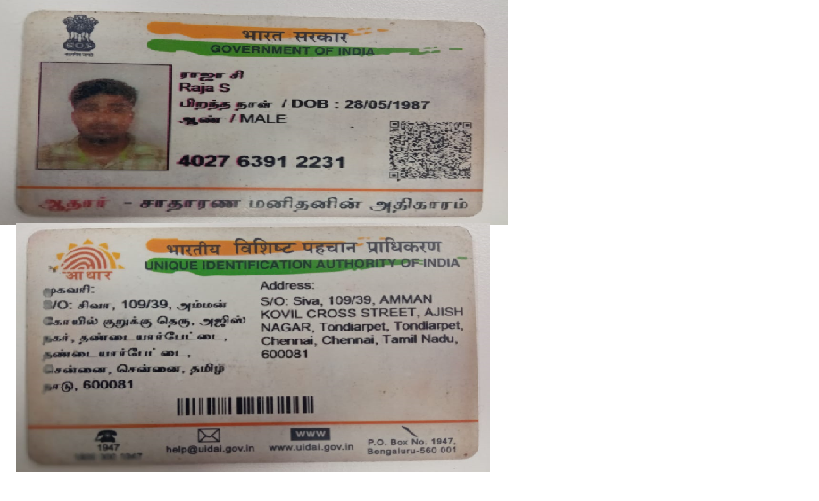 भारत सरकार
GOVERNMENT OF INDIA
ராஜா சி
Raja S
பிறந்த நாள் / DOB : 28/05/1987
ஆண் / MALE
4027 6391 2231
ஆதார் - சாதாரண மனிதனின் அதிகாரம்
भारतीय विशिष्ट पहचान प्राधिकरण
UNIQUE IDENTIFICATION AUTHORITY OF INDIA
आधार
முகவரி:
S/O: சிவா, 109/39, அம்மன்
கோயில் குறுக்கு தெரு, அஜிஸ்
நகர், தண்டையார்பேட்டை,
தண்டையார்பேட்டை,
சென்னை, சென்னை, தமிழ்
நாடு, 600081
Address:
S/O: Siva, 109/39, AMMAN
KOVIL CROSS STREET, AJISH
NAGAR, Tondiarpet, Tondiarpet,
Chennai, Chennai, Tamil Nadu,
600081
1947
help@uidai.gov.in
WWW
www.uidai.gov.in
P.O. Box No. 1947,
Bengaluru-560 001